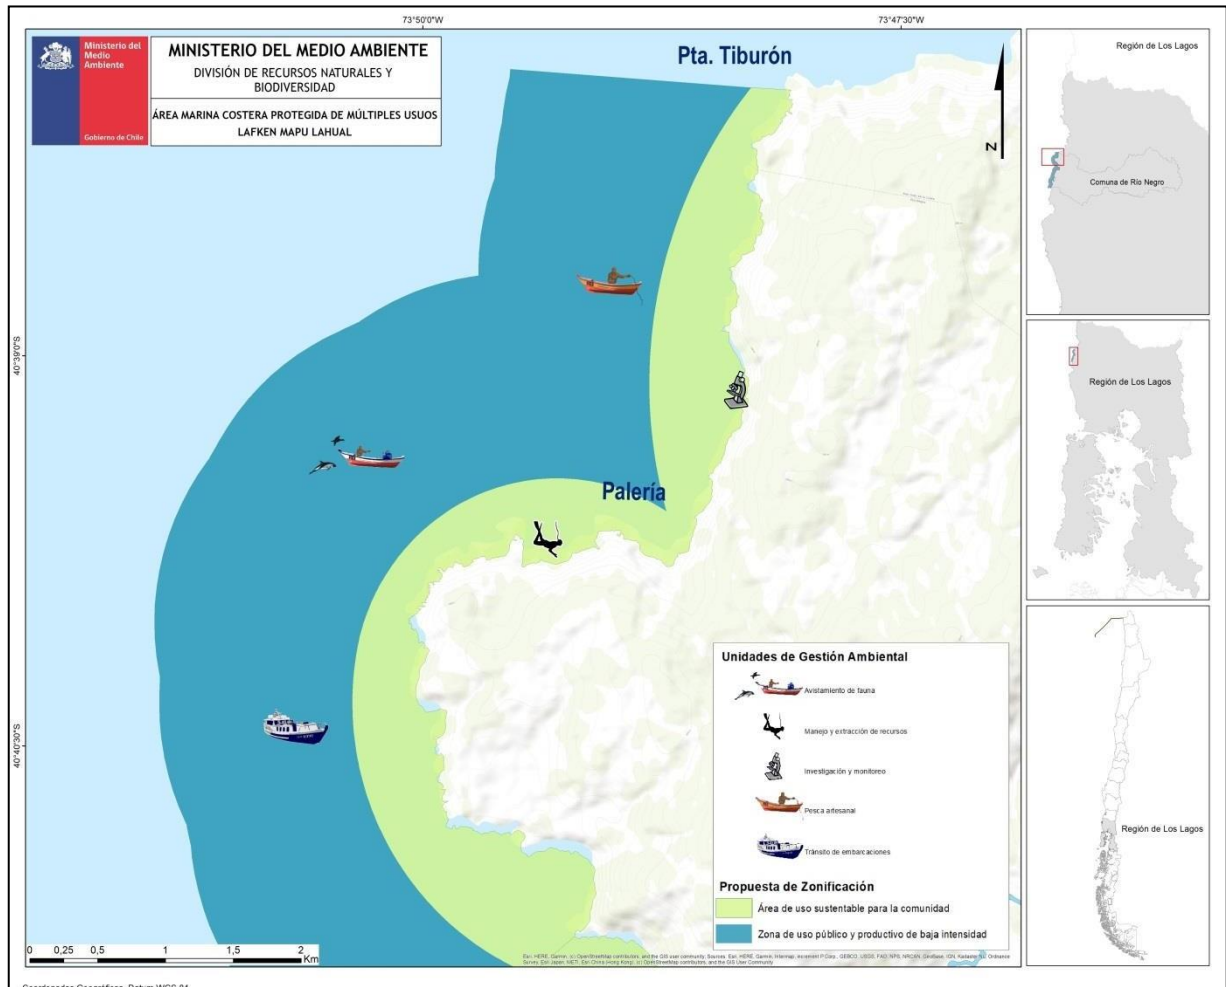 73°50'0"W
73°47'30"W
Ministerio del
Medio
Ambiente
Gobierno de Chile
MINISTERIO DEL MEDIO AMBIENTE
DIVISIÓN DE RECURSOS NATURALES Y
BIODIVERSIDAD
ÁREA MARINA COSTERA PROTEGIDA DE MÚLTIPLES USUOS
LAFKEN MAPU LAHUAL
Pta. Tiburón
N
Región de Los Lagos
Comuna de Río Negro
40°39'0"S
Región de Los Lagos
Palería
40°40'30"S
Unidades de Gestión Ambiental
Avistamiento de fauna
Manejo y extracción de recursos
Investigación y monitoreo
Pesca artesanal
Tránsito de embarcaciones
Propuesta de Zonificación
Área de uso sustentable para la comunidad
Zona de uso público y productivo de baja intensidad
Región de Los Lagos
0 0,25 0,5 1 1,5 2
Km